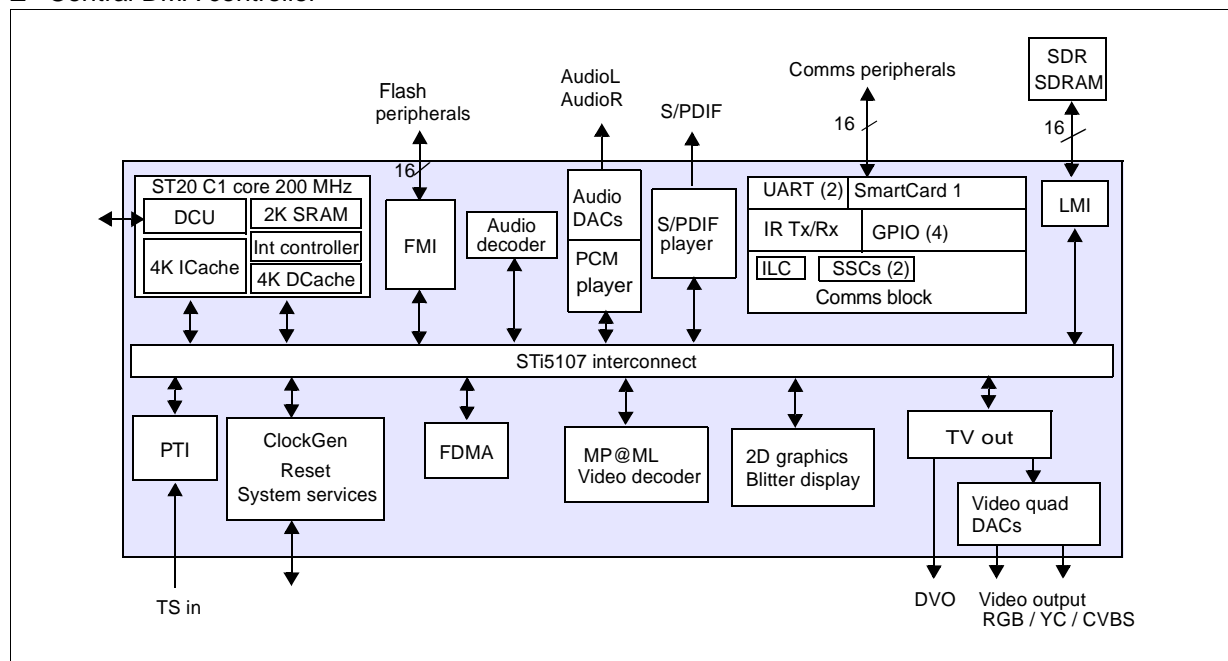 SDR
SDRAM
AudioL
AudioR
Comms peripherals
Flash
peripherals
S/PDIF
16
16
16
ST20 C1 core 200 MHz
DCU
2K SRAM
4K ICache
Int controller
4K DCache
FMI
Audio
decoder
Audio
DACs
PCM
player
S/PDIF
player
UART (2)
SmartCard 1
IR Tx/Rx
GPIO (4)
ILC
SSCs (2)
Comms block
LMI
STi5107 interconnect
PTI
ClockGen
Reset
System services
FDMA
MP@ML
Video decoder
2D graphics
Blitter display
TV out
Video quad
DACs
TS in
DVO
Video output
RGB / YC / CVBS